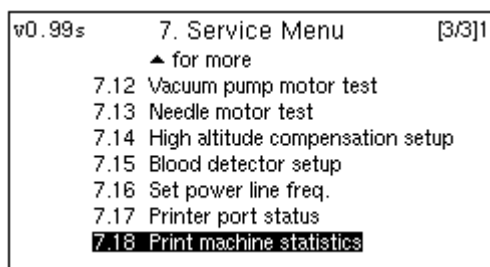 v0.99s 7. Service Menu [3/3]1
▲ for more
7.12 Vacuum pump motor test
7.13 Needle motor test
7.14 High altitude compensation setup
7.15 Blood detector setup
7.16 Set power line freq.
7.17 Printer port status
7.18 Print machine statistics